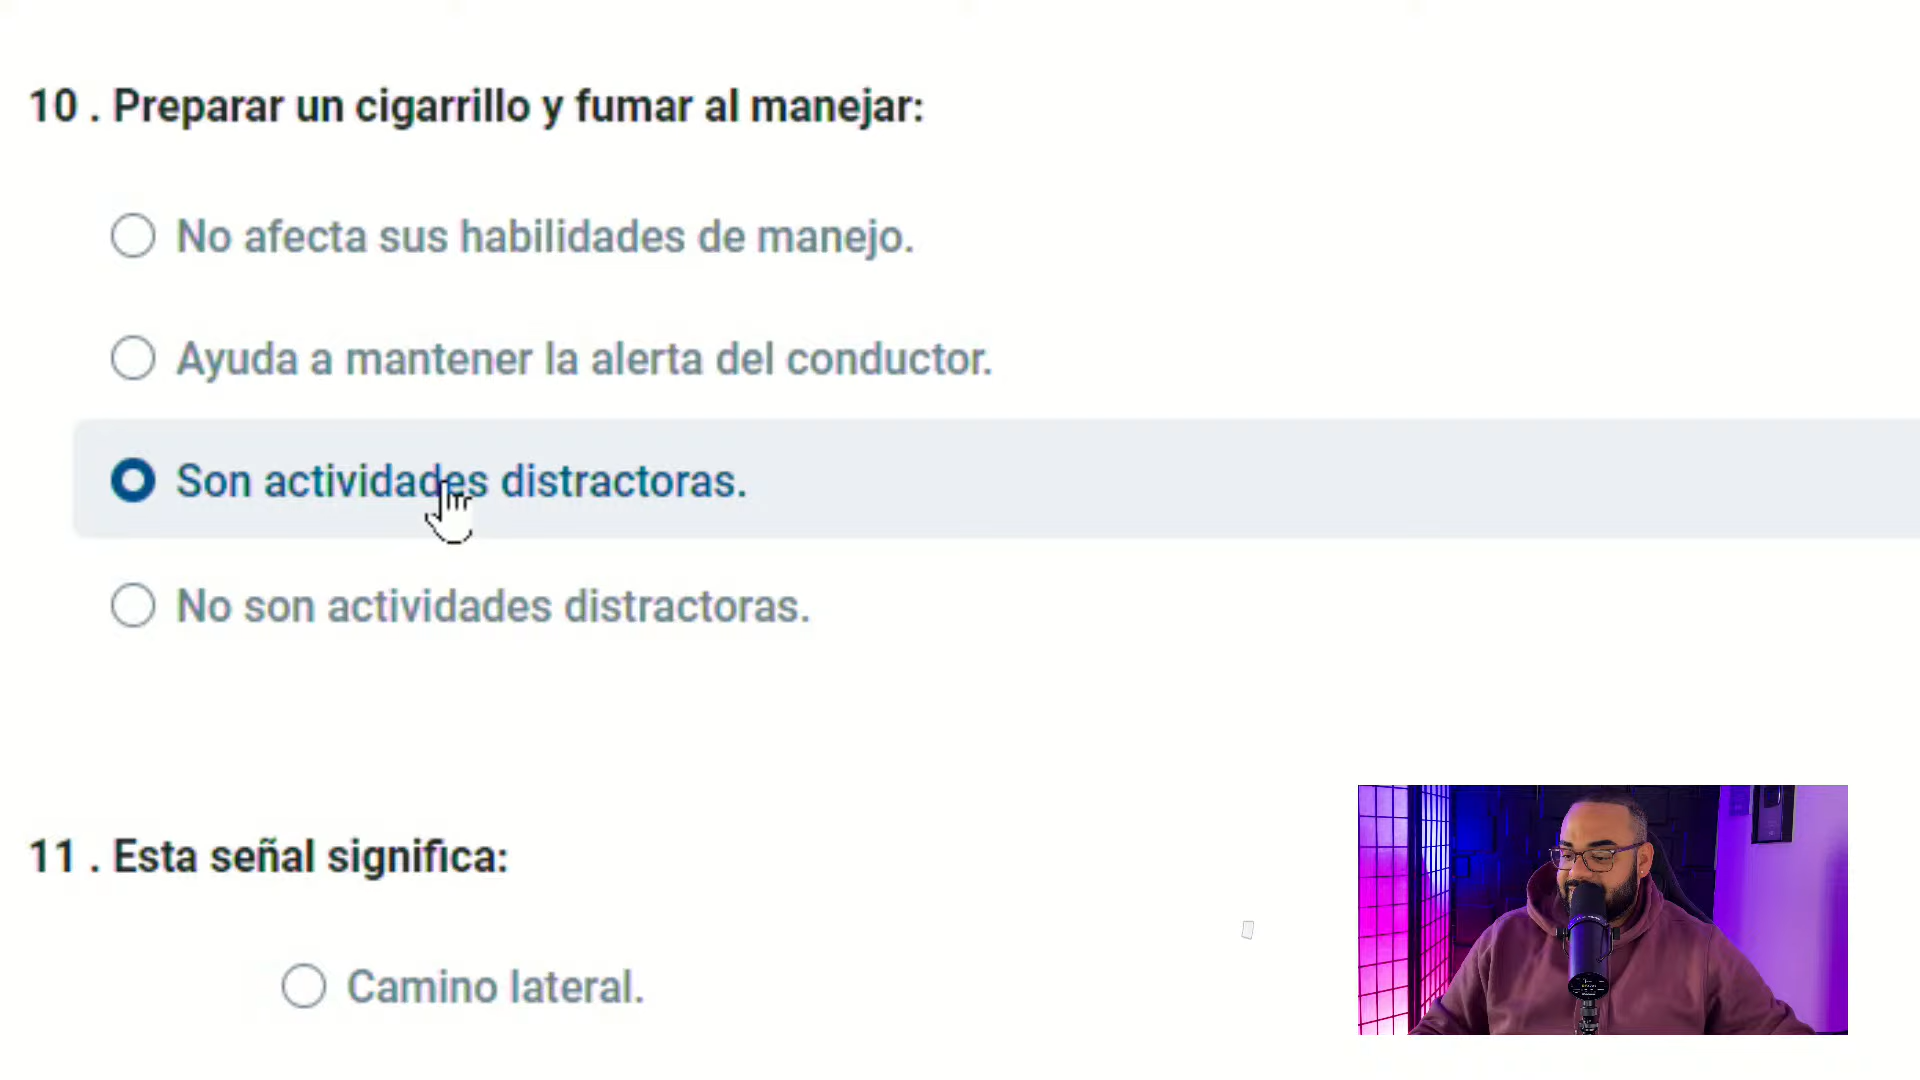 10 . Preparar un cigarrillo y fumar al manejar:
No afecta sus habilidades de manejo.
Ayuda a mantener la alerta del conductor.
Son actividades distractoras.
No son actividades distractoras.
11 . Esta señal significa:
Camino lateral.